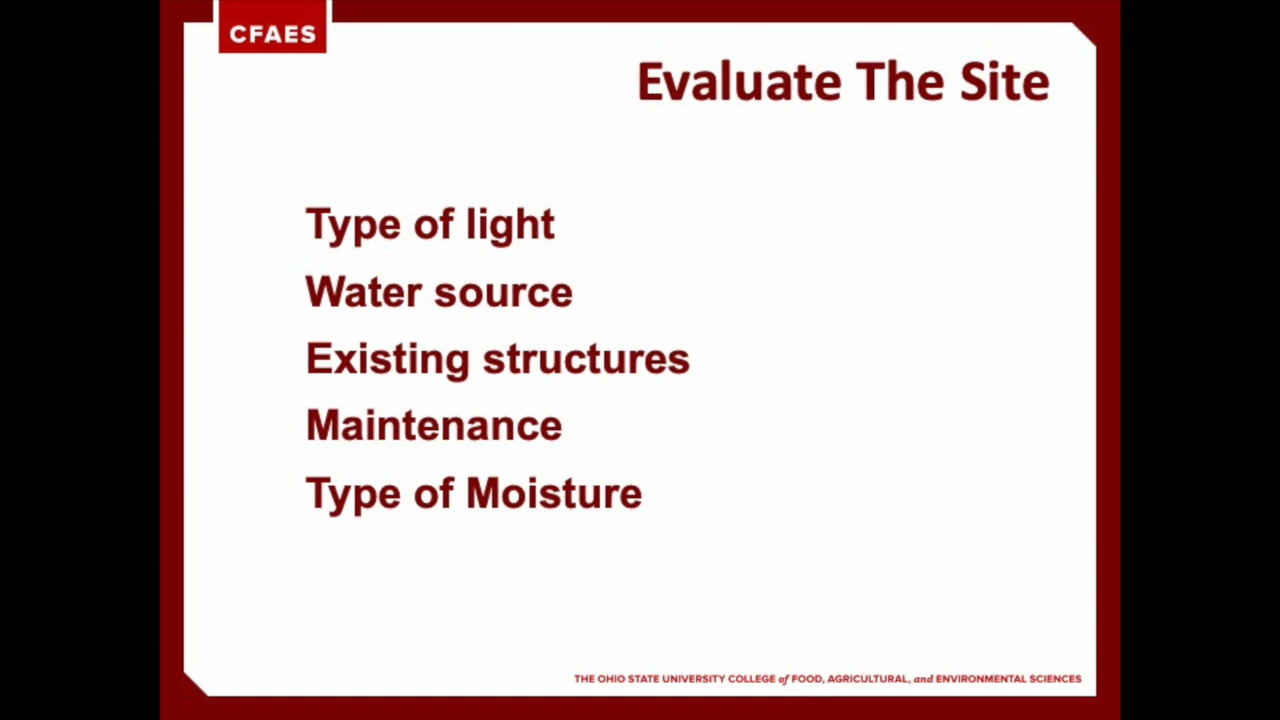 CFAES
Evaluate The Site
Type of light
Water source
Existing structures
Maintenance
Type of Moisture
THE OHIO STATE UNIVERSITY COLLEGE of FOOD, AGRICULTURAL, and ENVIRONMENTAL SCIENCES